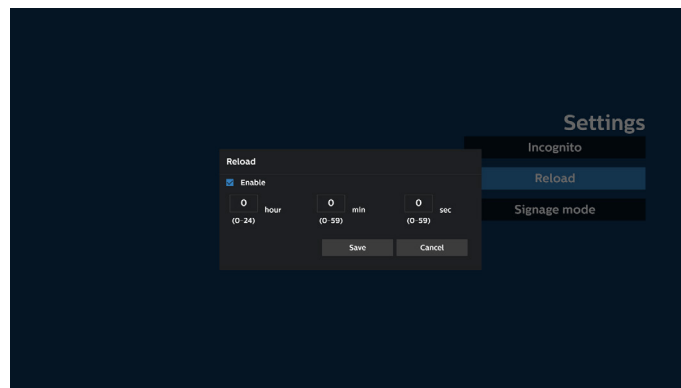 Settings
Incognito
Reload
Signage mode
Reload
Enable
0 hour 0 min 0 sec
(0-24) (0-59) (0-59)
Save Cancel